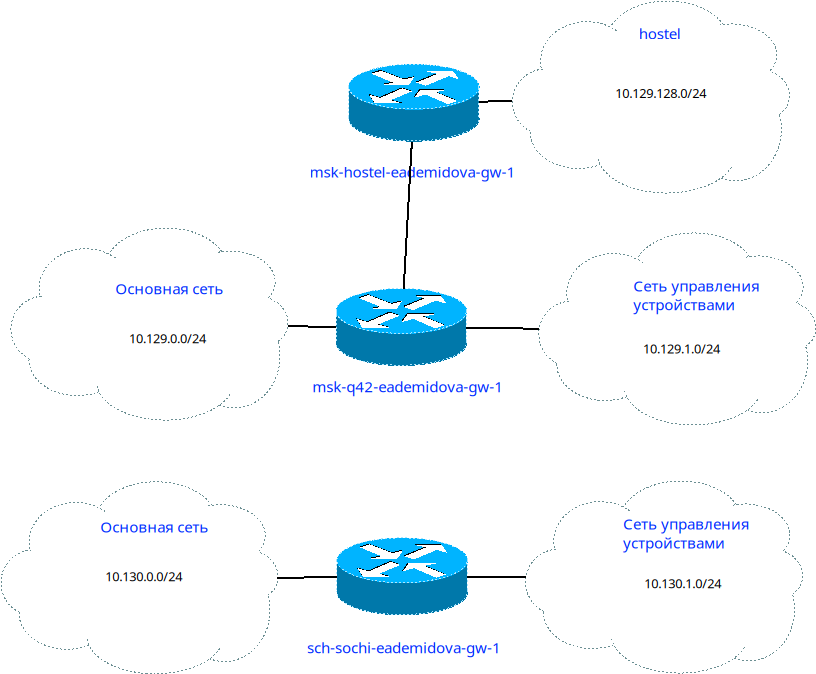 hostel
10.129.128.0/24
msk-hostel-eademidova-gw-1
Основная сеть
10.129.0.0/24
Сеть управления
устройствами
10.129.1.0/24
msk-q42-eademidova-gw-1
Основная сеть
10.130.0.0/24
Сеть управления
устройствами
10.130.1.0/24
sch-sochi-eademidova-gw-1